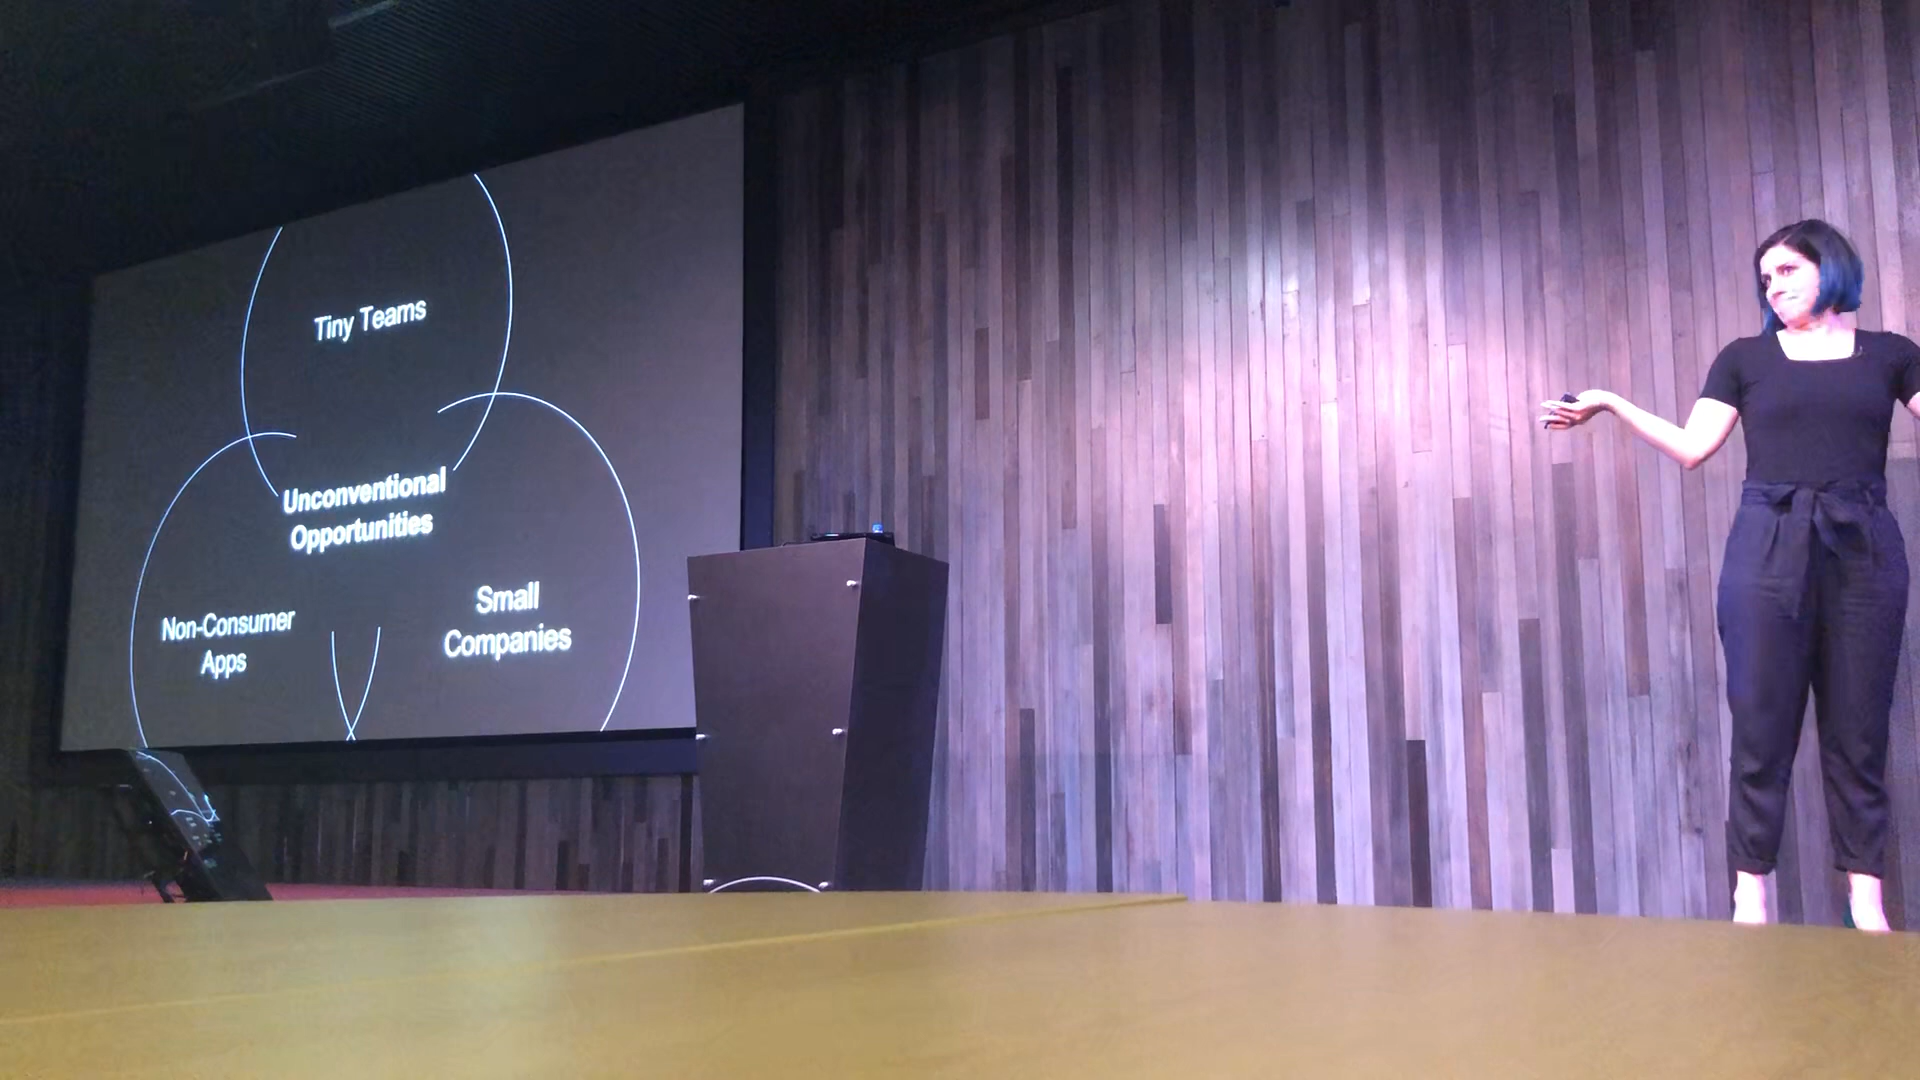 Tiny Teams
Unconventional
Opportunities
Non-Consumer
Apps
Small
Companies